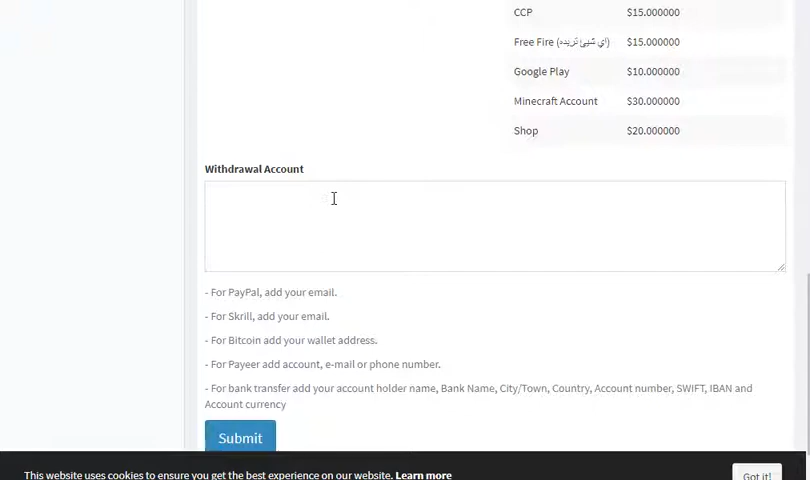 CCP $15.000000
Free Fire (اي شيئ تريده) $15.000000
Google Play $10.000000
Minecraft Account $30.000000
Shop $20.000000
Withdrawal Account
- For PayPal, add your email.
- For Skrill, add your email.
- For Bitcoin add your wallet address.
- For Payeer add account, e-mail or phone number.
- For bank transfer add your account holder name, Bank Name, City/Town, Country, Account number, SWIFT, IBAN and
Account currency
Submit
This website uses cookies to ensure you get the best experience on our website. Learn more
Got it!